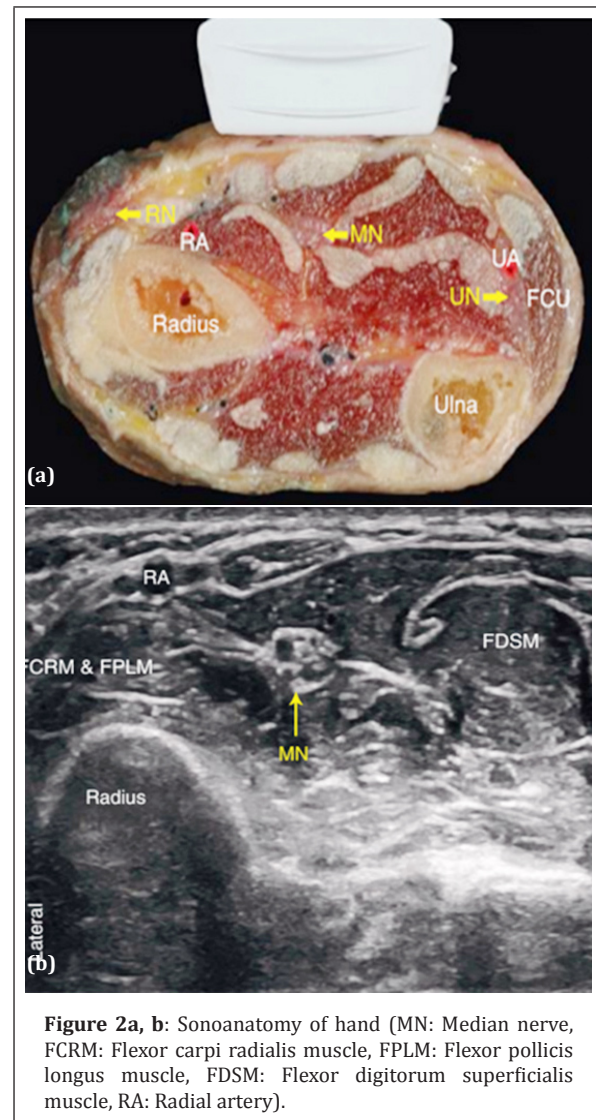 RN
MN
RA
UA
UN
FCU
Radius
Ulna
(a)
RA
FDSM
FCRM & FPLM
MN
Radius
Lateral
(b)
Figure 2a, b: Sonoanatomy of hand (MN: Median nerve,
FCRM: Flexor carpi radialis muscle, FPLM: Flexor pollicis
longus muscle, FDSM: Flexor digitorum superficialis
muscle, RA: Radial artery).